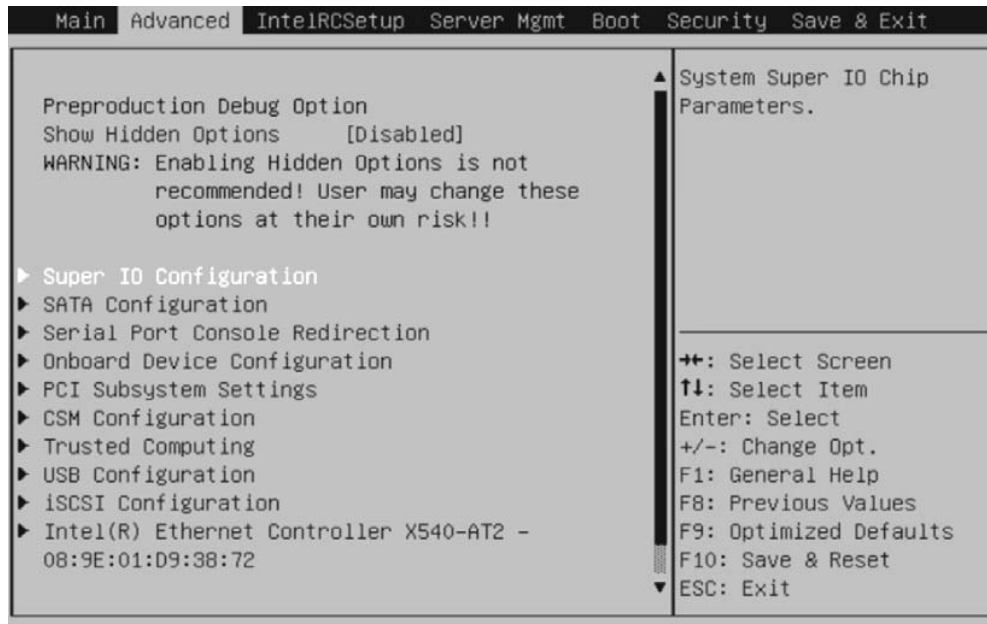 Main Advanced IntelRCSetup Server Mgmt Boot Security Save & Exit
Preproduction Debug Option
Show Hidden Options [Disabled]
WARNING: Enabling Hidden Options is not
recommended! User may change these
options at their own risk!!
▶ Super IO Configuration
▶ SATA Configuration
▶ Serial Port Console Redirection
▶ Onboard Device Configuration
▶ PCI Subsystem Settings
▶ CSM Configuration
▶ Trusted Computing
▶ USB Configuration
▶ iSCSI Configuration
▶ Intel(R) Ethernet Controller X540-AT2 -
08:9E:01:D9:38:72
System Super IO Chip
Parameters.
→←: Select Screen
↑↓: Select Item
Enter: Select
+/-: Change Opt.
F1: General Help
F8: Previous Values
F9: Optimized Defaults
F10: Save & Reset
ESC: Exit